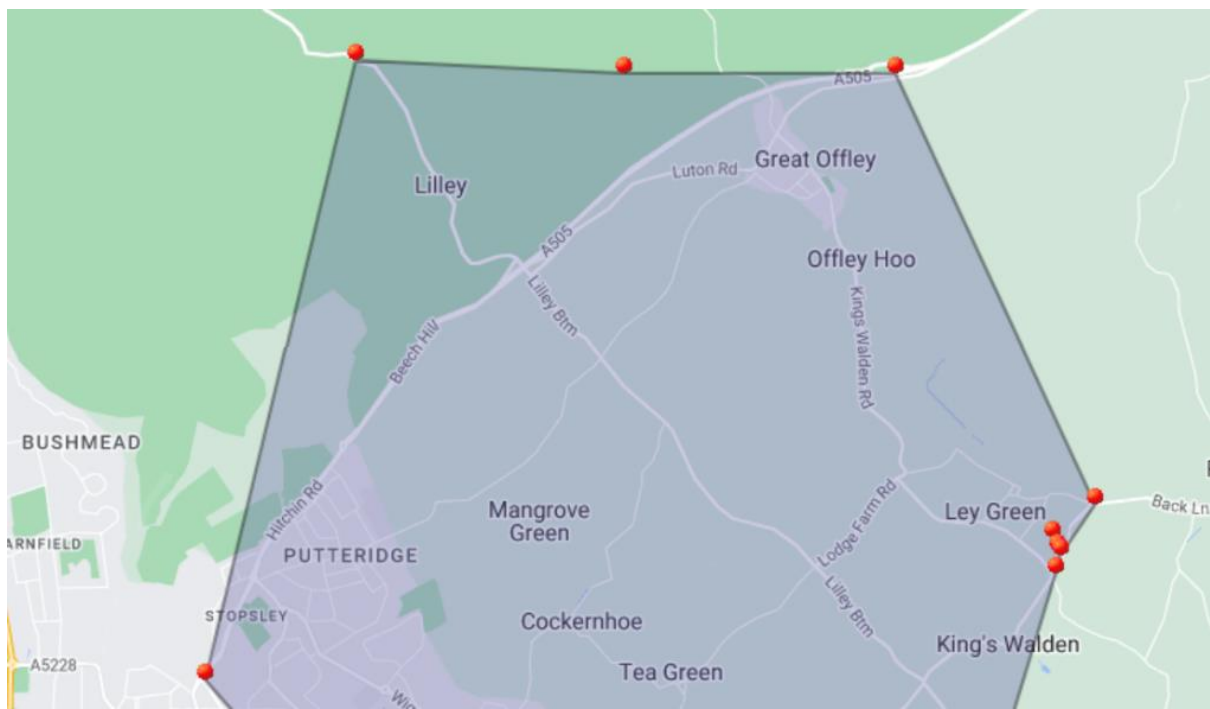 A505
Great Offley
Luton Rd
Lilley
A505
Offley Hoo
Lilley Btm
Kings Walden Rd
Beech Hill
BUSHMEAD
Hitchin Rd
Mangrove
Green
Ley Green
Back Ln
Lodge Farm Rd
ARNFIELD
PUTTERIDGE
Lilley Btm
STOPSLEY
Cockernhoe
King's Walden
A5228
Tea Green